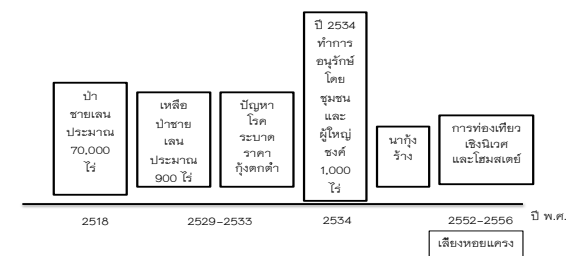 ป่า
ชายเลน
ประมาณ
70,000
ไร่
เหลือ
ป่าชาย
เลน
ประมาณ
900 ไร่
ปัญหา
โรค
ระบาด
ราคา
กุ้งตกต่ำ
ปี 2534
ทำการ
อนุรักษ์
โดย
ชุมชน
และ
ผู้ใหญ่
ชงค์
1,000
ไร่
นากุ้ง
ร้าง
การท่องเที่ยว
เชิงนิเวศ
และโฮมสเตย์
2518
2529-2533
2534
2552-2556
ปี พ.ศ.
เลี้ยงหอยแครง